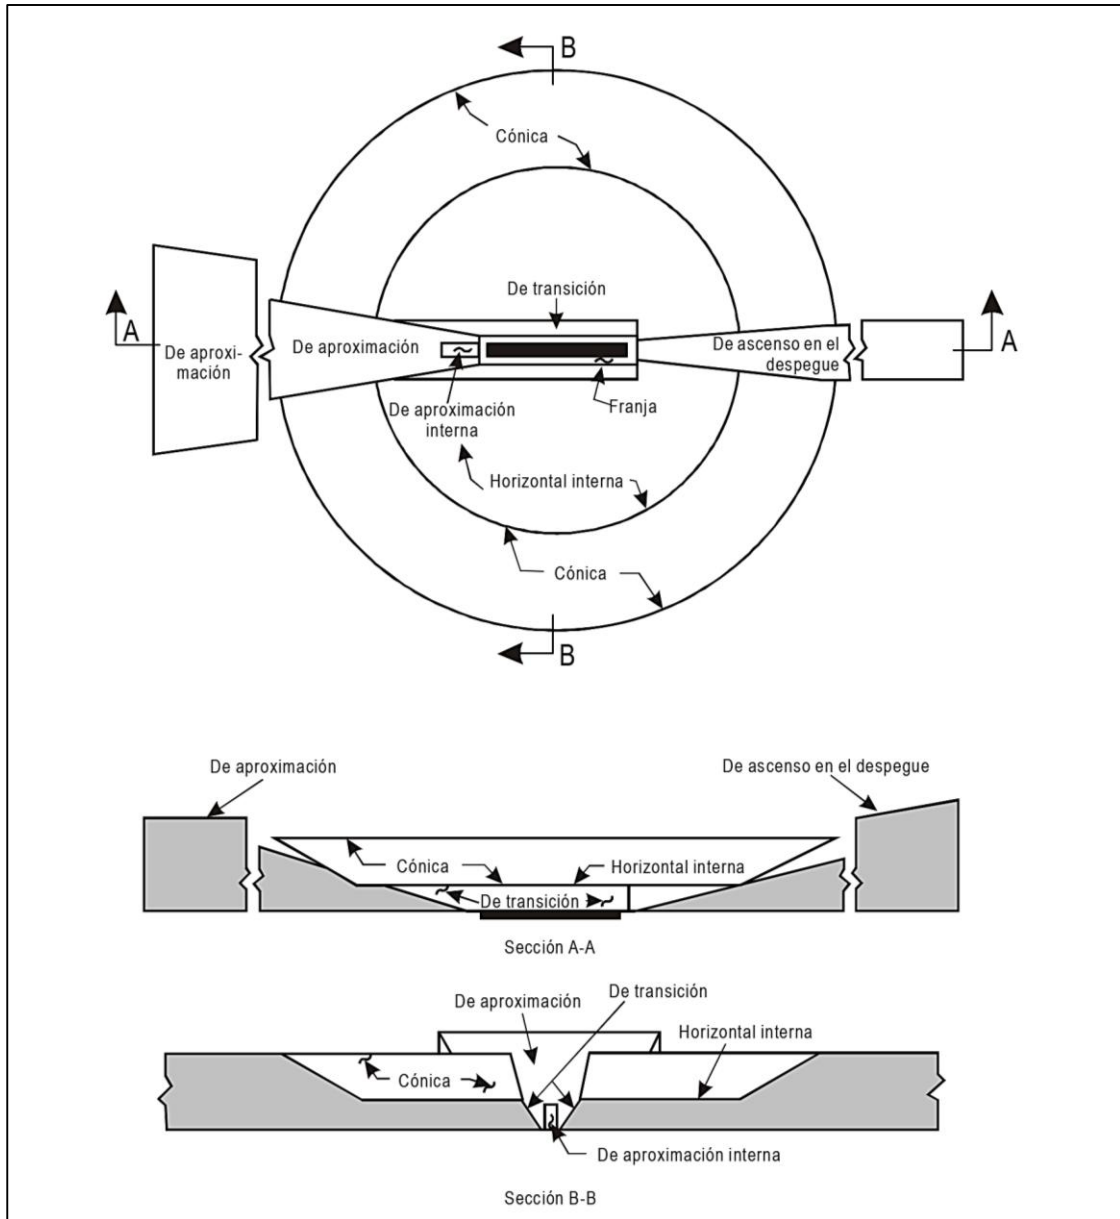 B
Cónica
De transición
A
De aproxi-
mación
De aproximación
De ascenso en el
despegue
A
De aproximación
interna
Franja
Horizontal interna
Cónica
B
De aproximación
De ascenso en el despegue
Cónica
Horizontal interna
De transición
Sección A-A
De aproximación
De transición
Horizontal interna
Cónica
De aproximación interna
Sección B-B